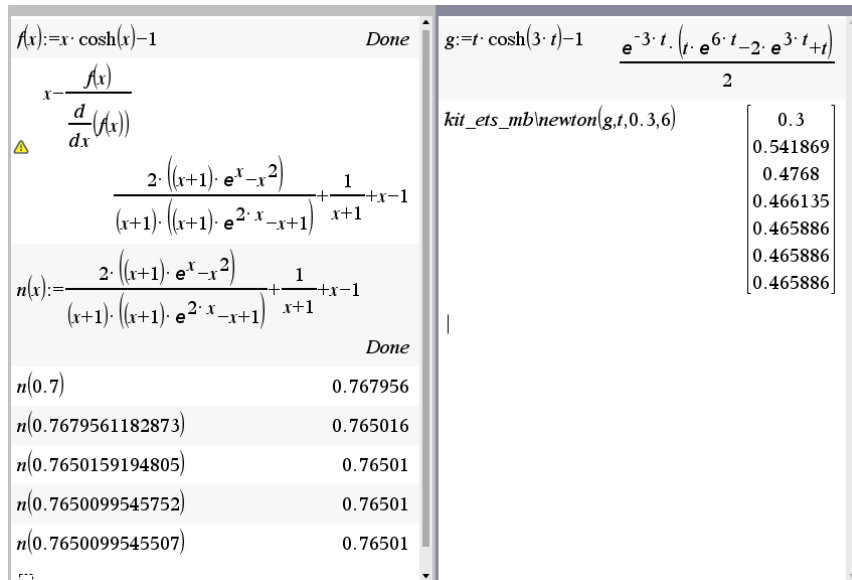 f(x):=x·cosh(x)−1 Done
x−f(x)/(d/dx(f(x)))
(2·((x+1)·e^x−x^2))/((x+1)·((x+1)·e^(2·x)−x+1))+1/(x+1)+x−1
n(x):=(2·((x+1)·e^x−x^2))/((x+1)·((x+1)·e^(2·x)−x+1))+1/(x+1)+x−1
Done
n(0.7) 0.767956
n(0.7679561182873) 0.765016
n(0.7650159194805) 0.76501
n(0.7650099545752) 0.76501
n(0.7650099545507) 0.76501
g:=t·cosh(3·t)−1 (e^(−3·t)·(t·e^(6·t)−2·e^(3·t)+t))/2
kit_ets_mb\newton(g,t,0.3,6)
0.3
0.541869
0.4768
0.466135
0.465886
0.465886
0.465886